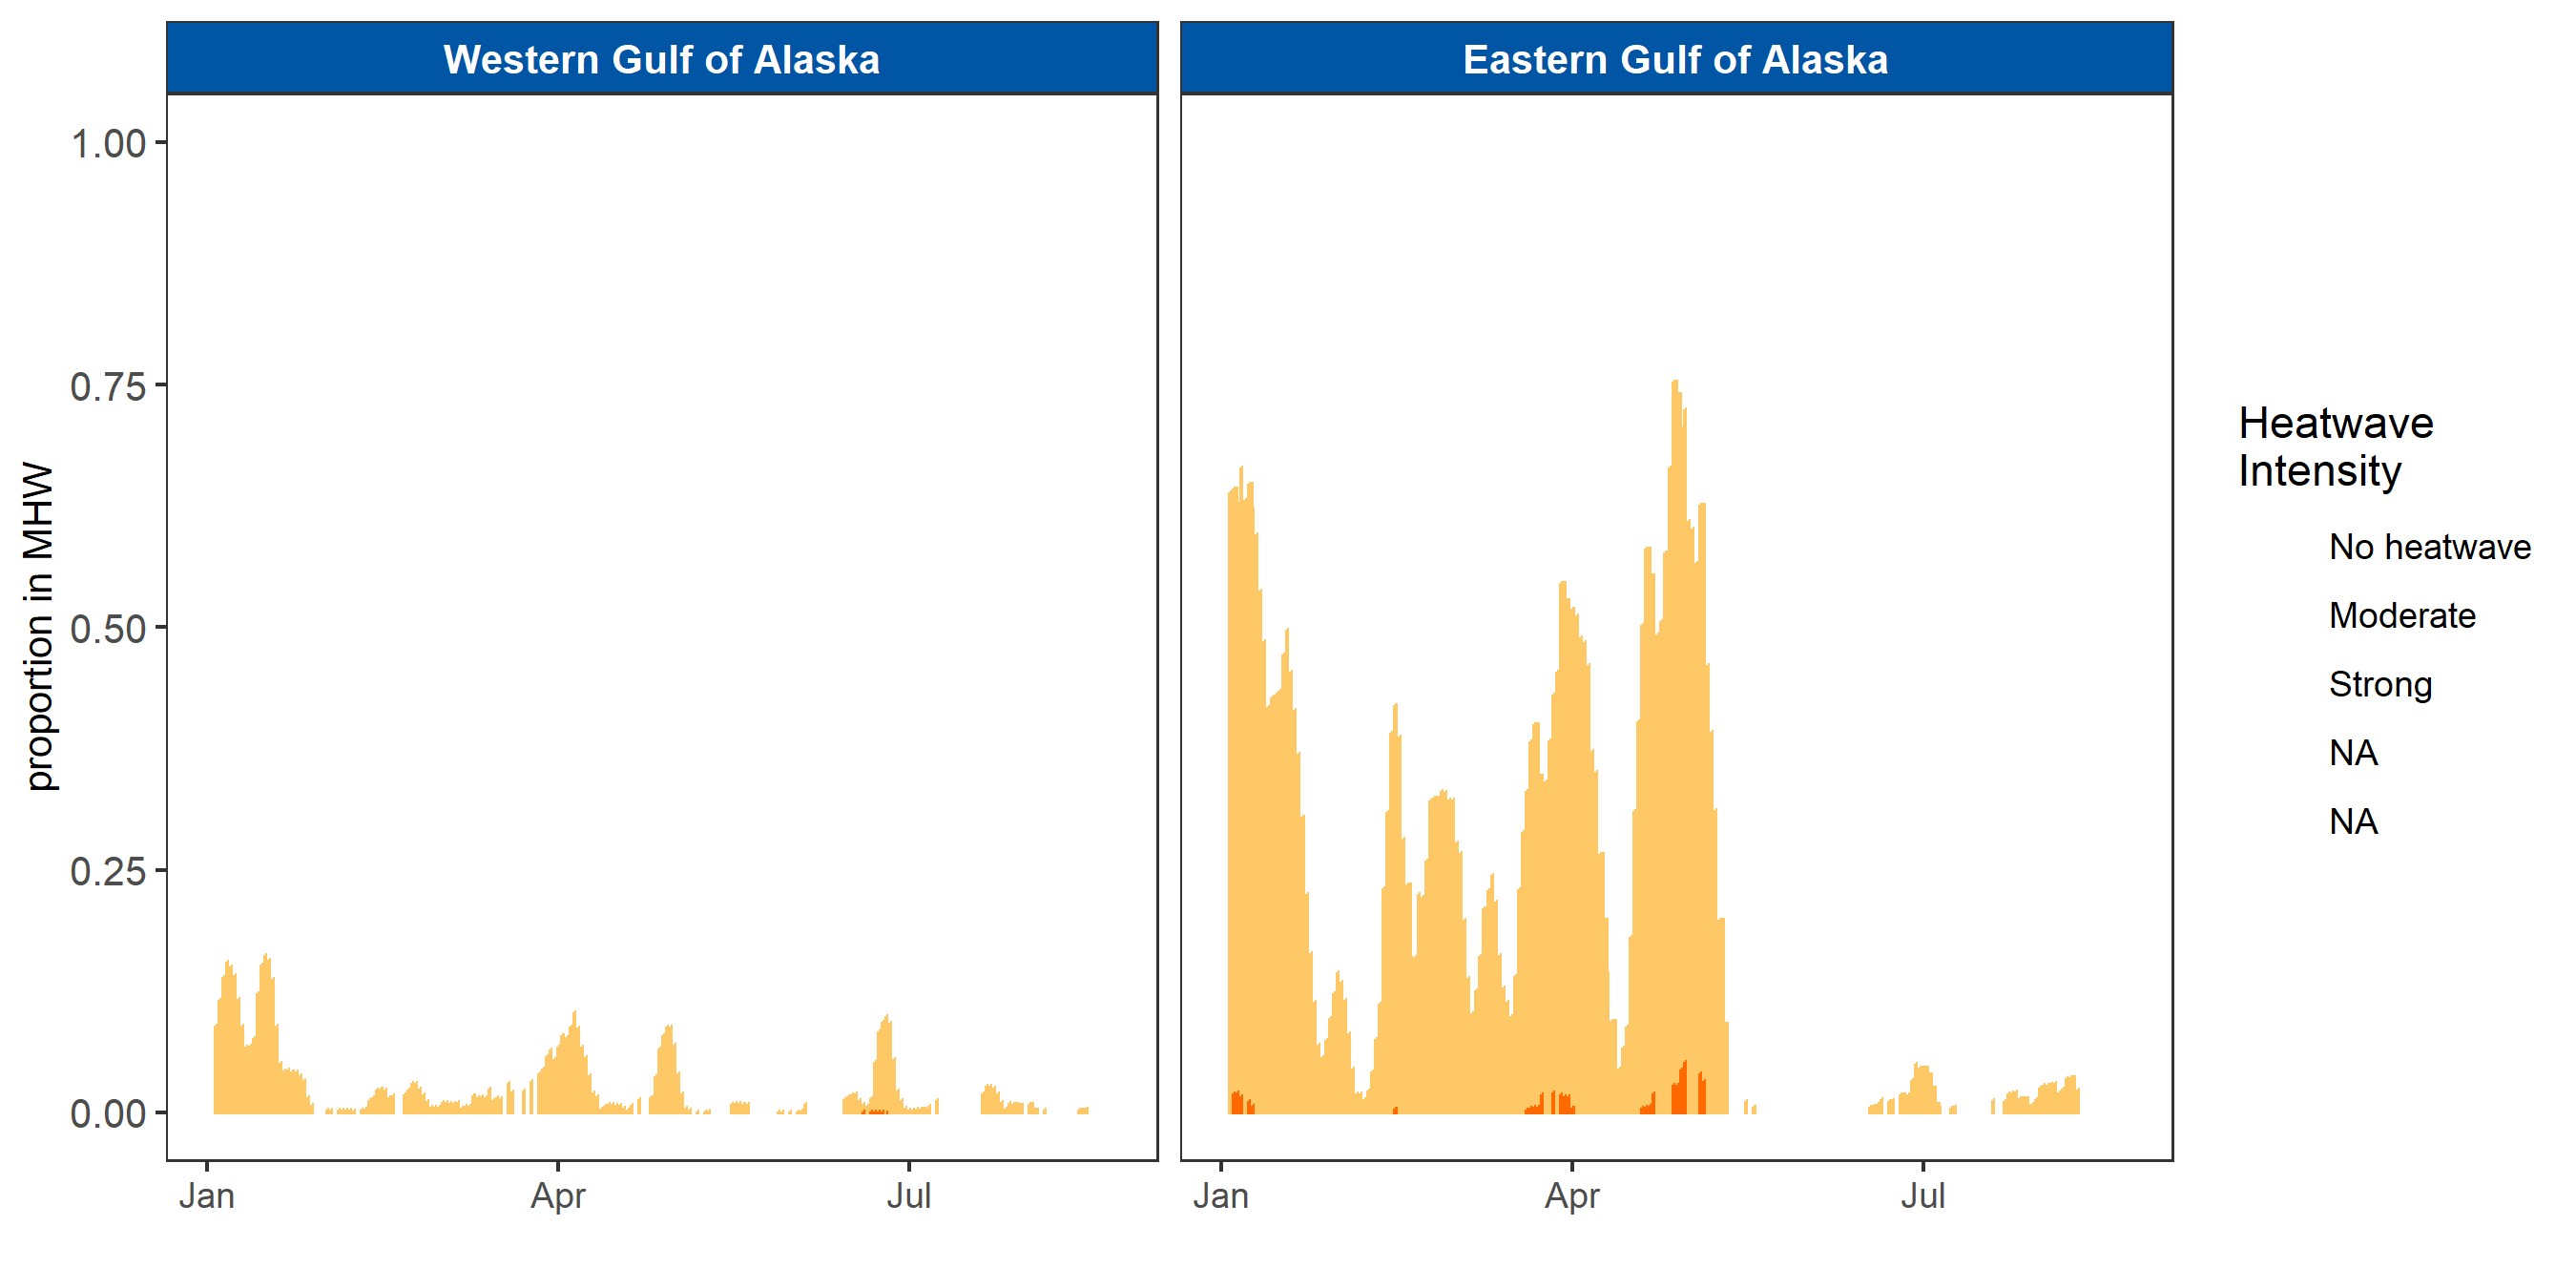 Western Gulf of Alaska
Eastern Gulf of Alaska
1.00
0.75
0.50
0.25
0.00
proportion in MHW
Jan
Apr
Jul
Jan
Apr
Jul
Heatwave
Intensity
No heatwave
Moderate
Strong
NA
NA